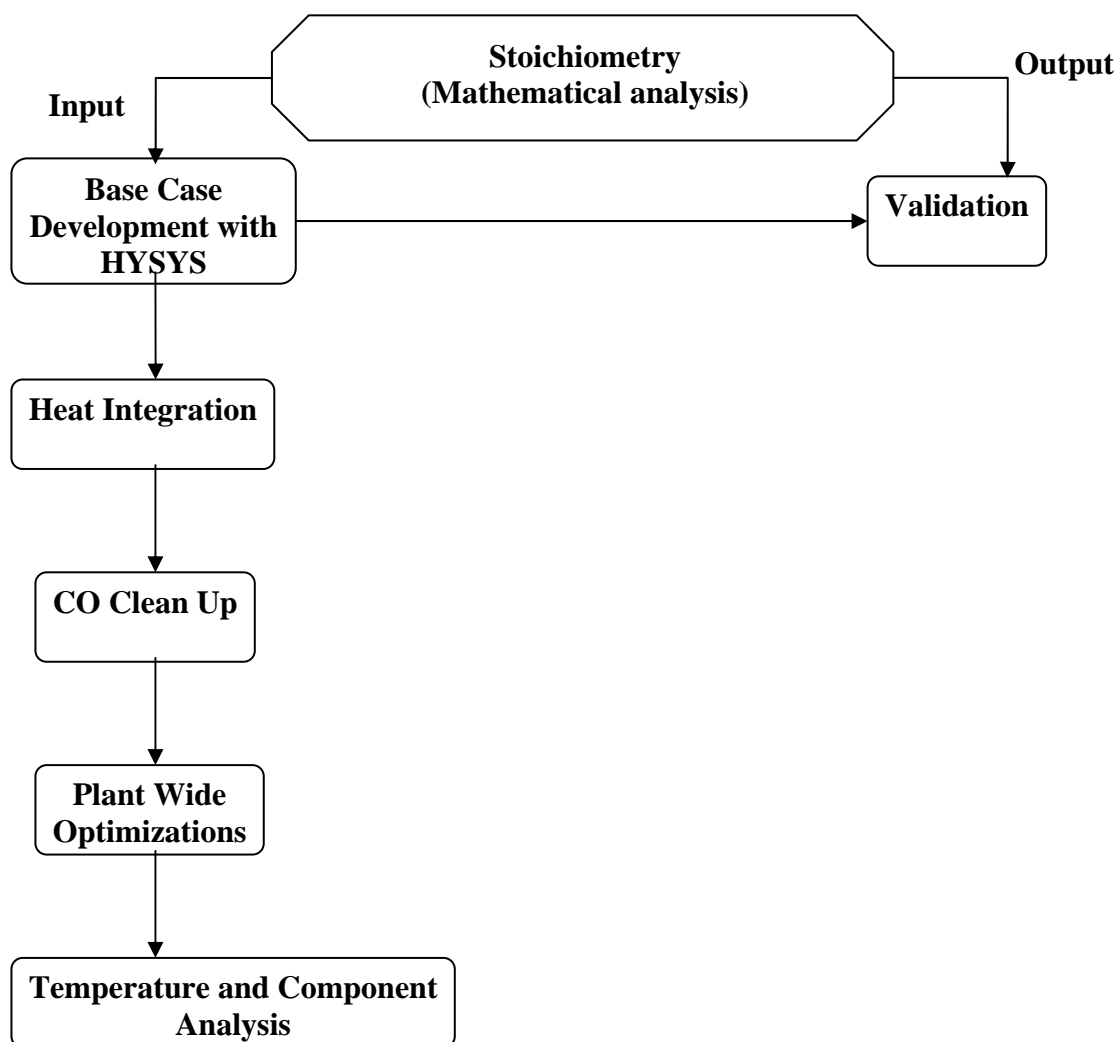 Stoichiometry
(Mathematical analysis)
Output
Input
Base Case
Development with
HYSYS
Validation
Heat Integration
CO Clean Up
Plant Wide
Optimizations
Temperature and Component
Analysis